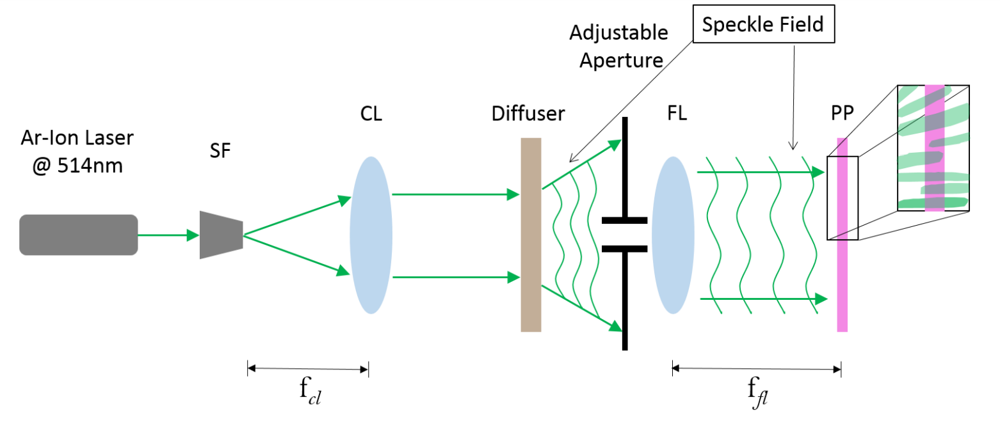 Speckle Field
Adjustable
Aperture
CL
Diffuser
FL
PP
Ar-Ion Laser
@ 514nm
SF
f_cl
f_fl